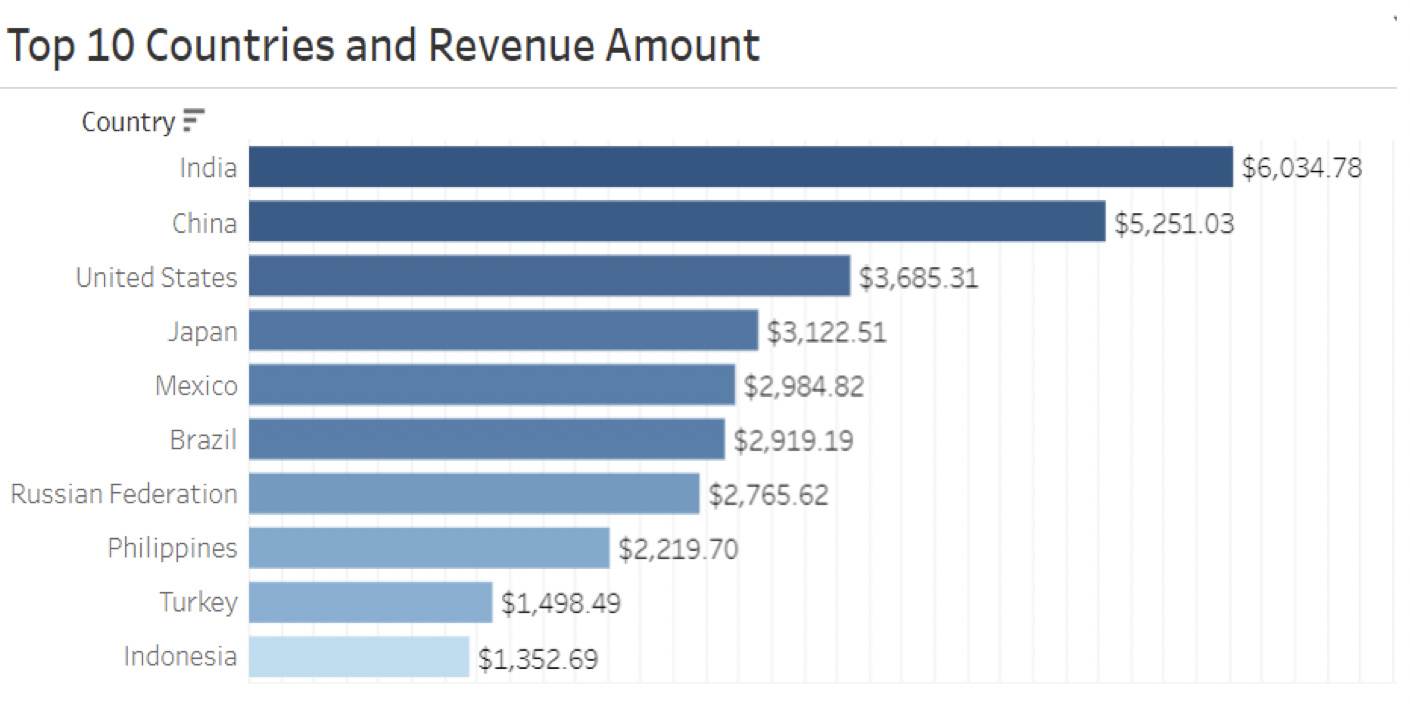 Top 10 Countries and Revenue Amount
Country
India $6,034.78
China $5,251.03
United States $3,685.31
Japan $3,122.51
Mexico $2,984.82
Brazil $2,919.19
Russian Federation $2,765.62
Philippines $2,219.70
Turkey $1,498.49
Indonesia $1,352.69